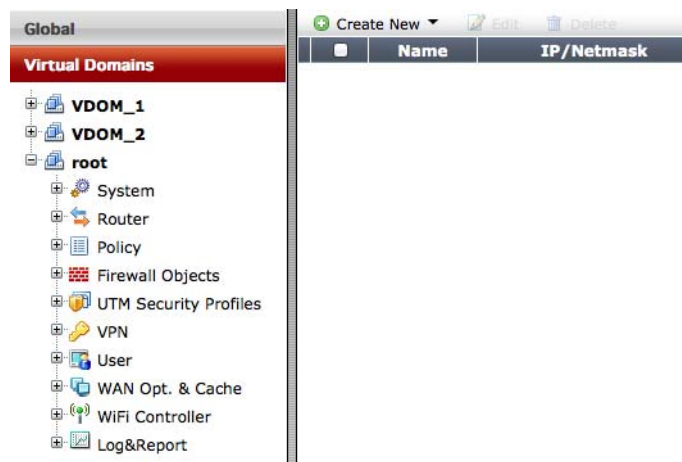 Global
Virtual Domains
VDOM_1
VDOM_2
root
System
Router
Policy
Firewall Objects
UTM Security Profiles
VPN
User
WAN Opt. & Cache
WiFi Controller
Log&Report
Create New Edit Delete
Name IP/Netmask